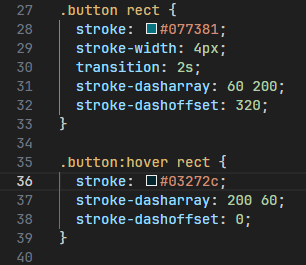 27 .button rect {
28 stroke: #077381;
29 stroke-width: 4px;
30 transition: 2s;
31 stroke-dasharray: 60 200;
32 stroke-dashoffset: 320;
33 }
34
35 .button:hover rect {
36 stroke: #03272c;
37 stroke-dasharray: 200 60;
38 stroke-dashoffset: 0;
39 }
40